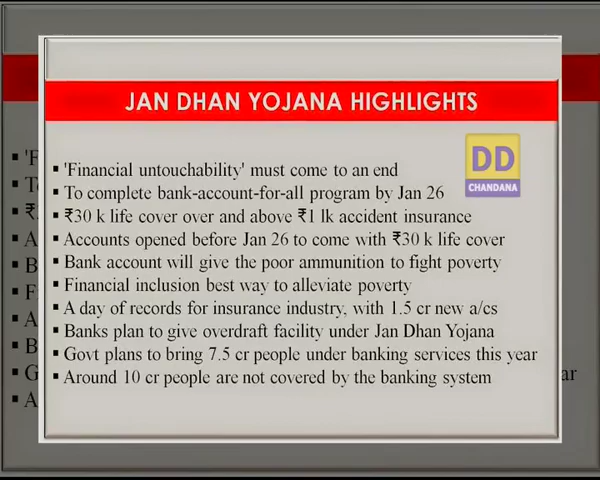 JAN DHAN YOJANA HIGHLIGHTS
DD
CHANDANA
▪ 'Financial untouchability' must come to an end
▪ To complete bank-account-for-all program by Jan 26
▪ ₹30 k life cover over and above ₹1 lk accident insurance
▪ Accounts opened before Jan 26 to come with ₹30 k life cover
▪ Bank account will give the poor ammunition to fight poverty
▪ Financial inclusion best way to alleviate poverty
▪ A day of records for insurance industry, with 1.5 cr new a/cs
▪ Banks plan to give overdraft facility under Jan Dhan Yojana
▪ Govt plans to bring 7.5 cr people under banking services this year
▪ Around 10 cr people are not covered by the banking system